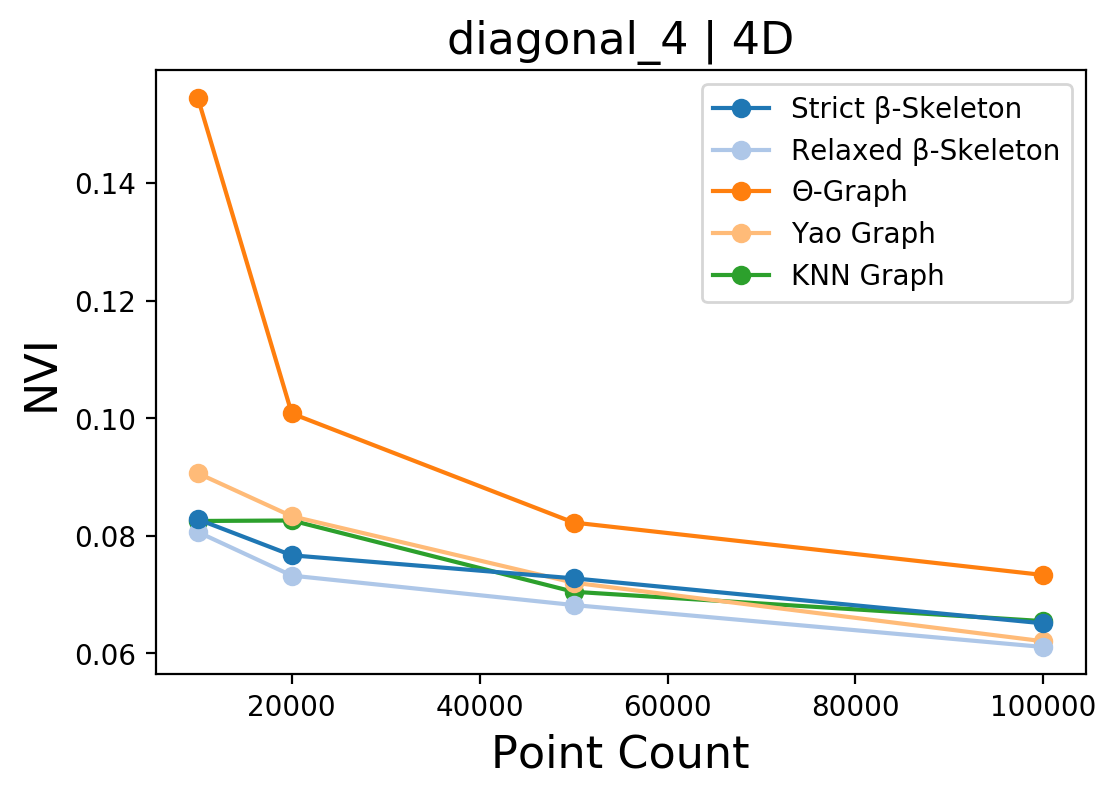 diagonal_4 | 4D
Strict β-Skeleton
Relaxed β-Skeleton
Θ-Graph
Yao Graph
KNN Graph
NVI
0.14
0.12
0.10
0.08
0.06
20000 40000 60000 80000 100000
Point Count